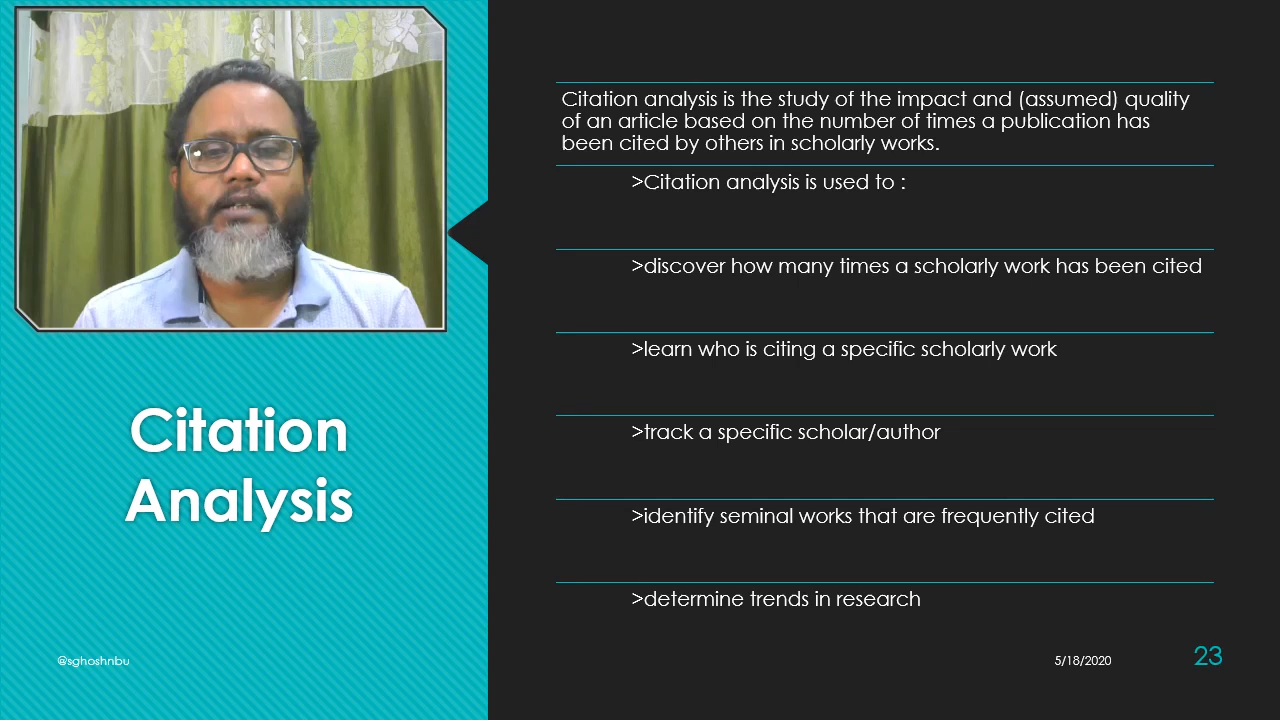 Citation
Analysis
Citation analysis is the study of the impact and (assumed) quality
of an article based on the number of times a publication has
been cited by others in scholarly works.
>Citation analysis is used to :
>discover how many times a scholarly work has been cited
>learn who is citing a specific scholarly work
>track a specific scholar/author
>identify seminal works that are frequently cited
>determine trends in research
@sghoshnbu
5/18/2020
23